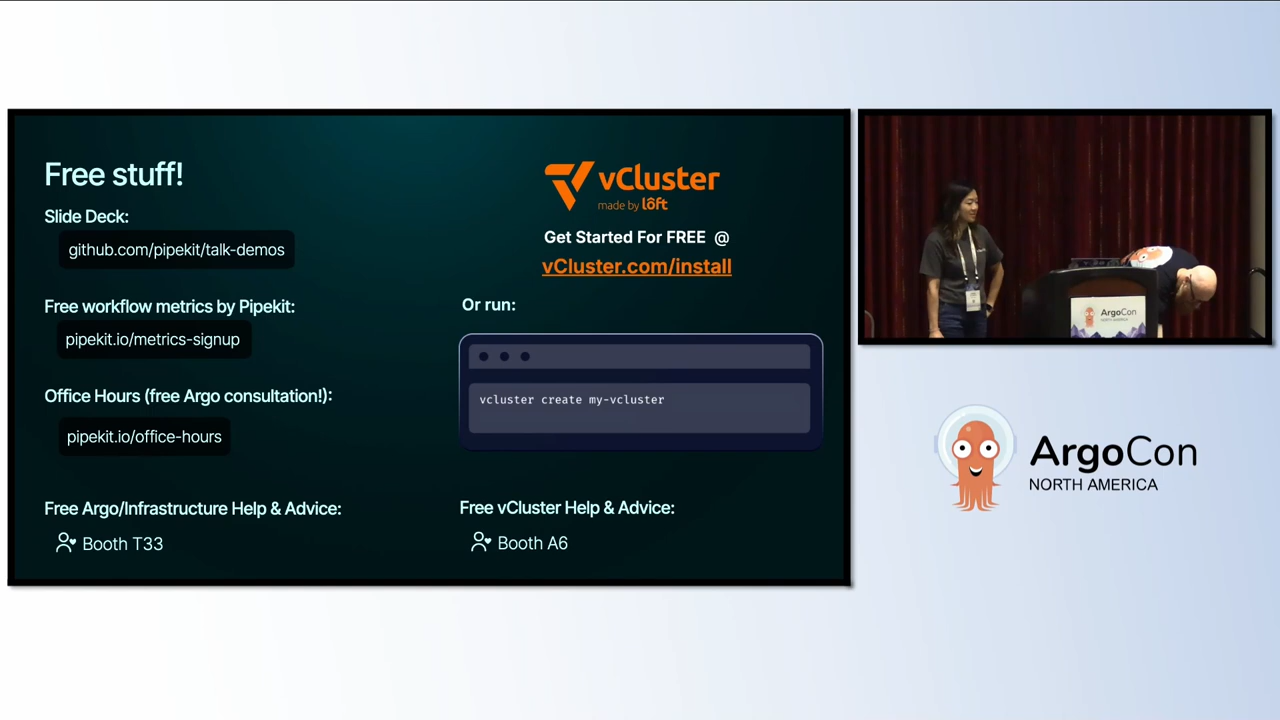 Free stuff!
Slide Deck:
github.com/pipekit/talk-demos
Free workflow metrics by Pipekit:
pipekit.io/metrics-signup
Office Hours (free Argo consultation!):
pipekit.io/office-hours
Free Argo/Infrastructure Help & Advice:
Booth T33
vCluster
made by lôft
Get Started For FREE @
vCluster.com/install
Or run:
vcluster create my-vcluster
Free vCluster Help & Advice:
Booth A6
ArgoCon
NORTH AMERICA
ArgoCon
NORTH AMERICA